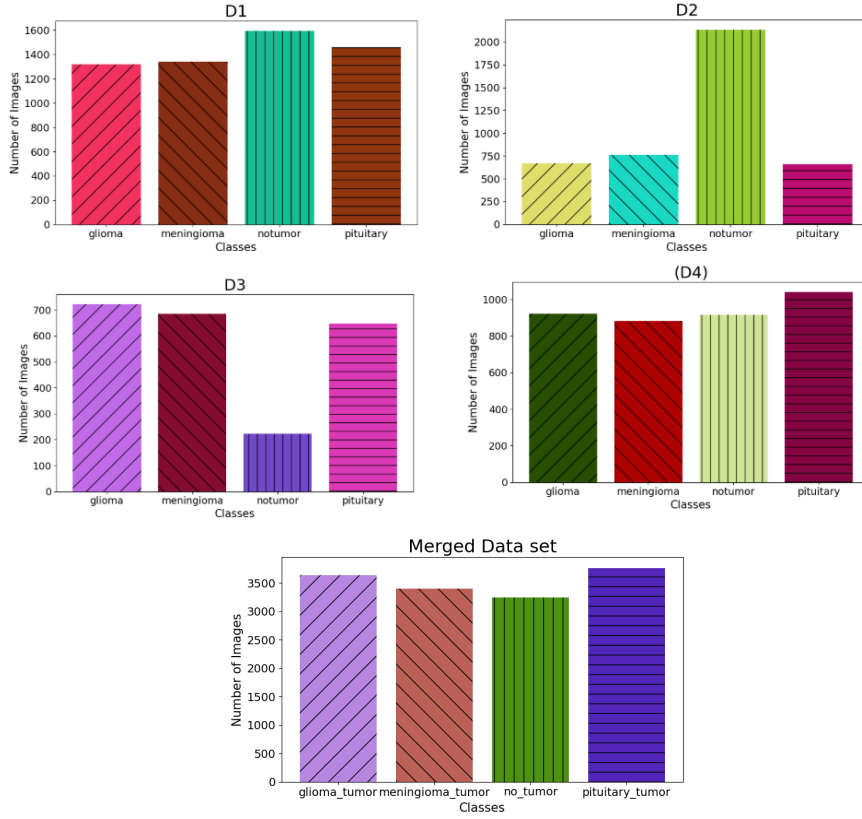 D1
Number of Images
1600
1400
1200
1000
800
600
400
200
0
glioma meningioma notumor pituitary
Classes
D2
Number of Images
2000
1750
1500
1250
1000
750
500
250
0
glioma meningioma notumor pituitary
Classes
D3
Number of Images
700
600
500
400
300
200
100
0
glioma meningioma notumor pituitary
Classes
(D4)
Number of Images
1000
800
600
400
200
0
glioma meningioma notumor pituitary
Classes
Merged Data set
Number of Images
3500
3000
2500
2000
1500
1000
500
0
glioma_tumor meningioma_tumor no_tumor pituitary_tumor
Classes